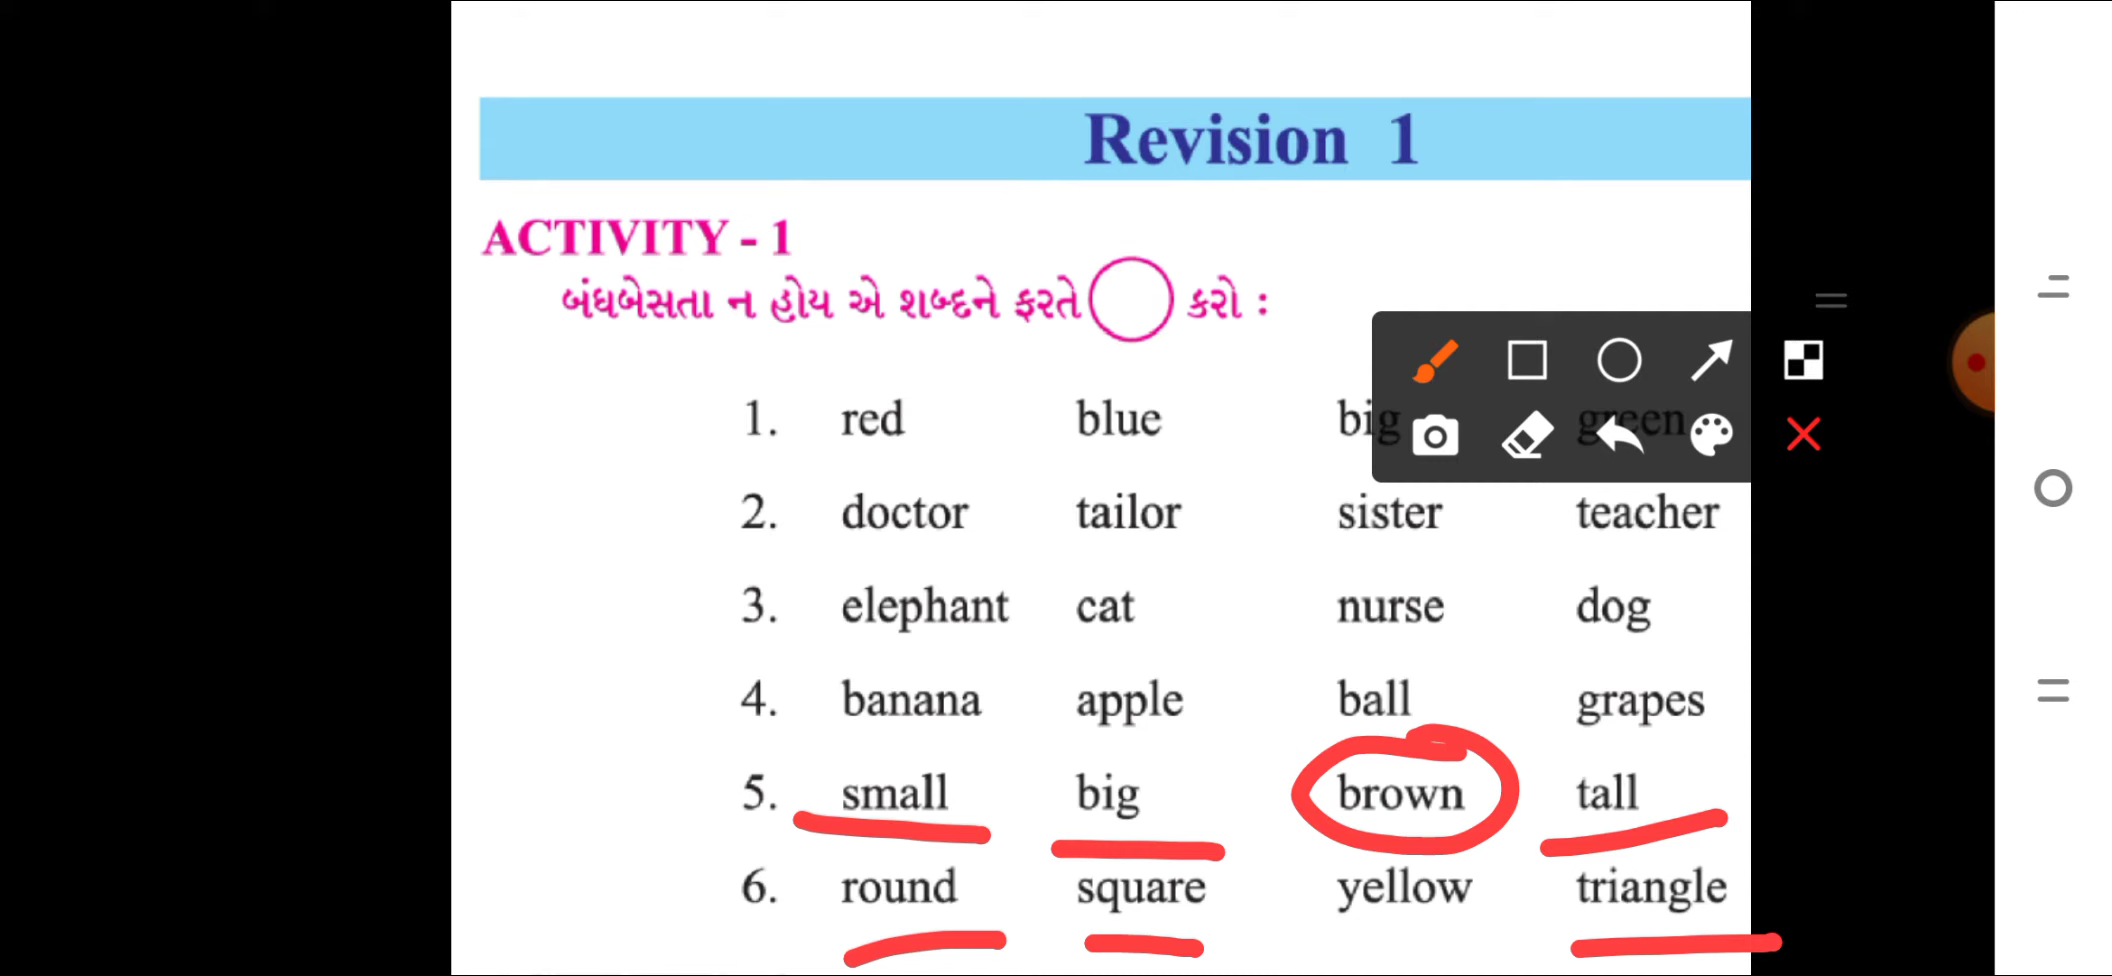 Revision 1
ACTIVITY - 1
બંધબેસતા ન હોય એ શબ્દને ફરતે કરો :
1. red blue big green
2. doctor tailor sister teacher
3. elephant cat nurse dog
4. banana apple ball grapes
5. small big brown tall
6. round square yellow triangle